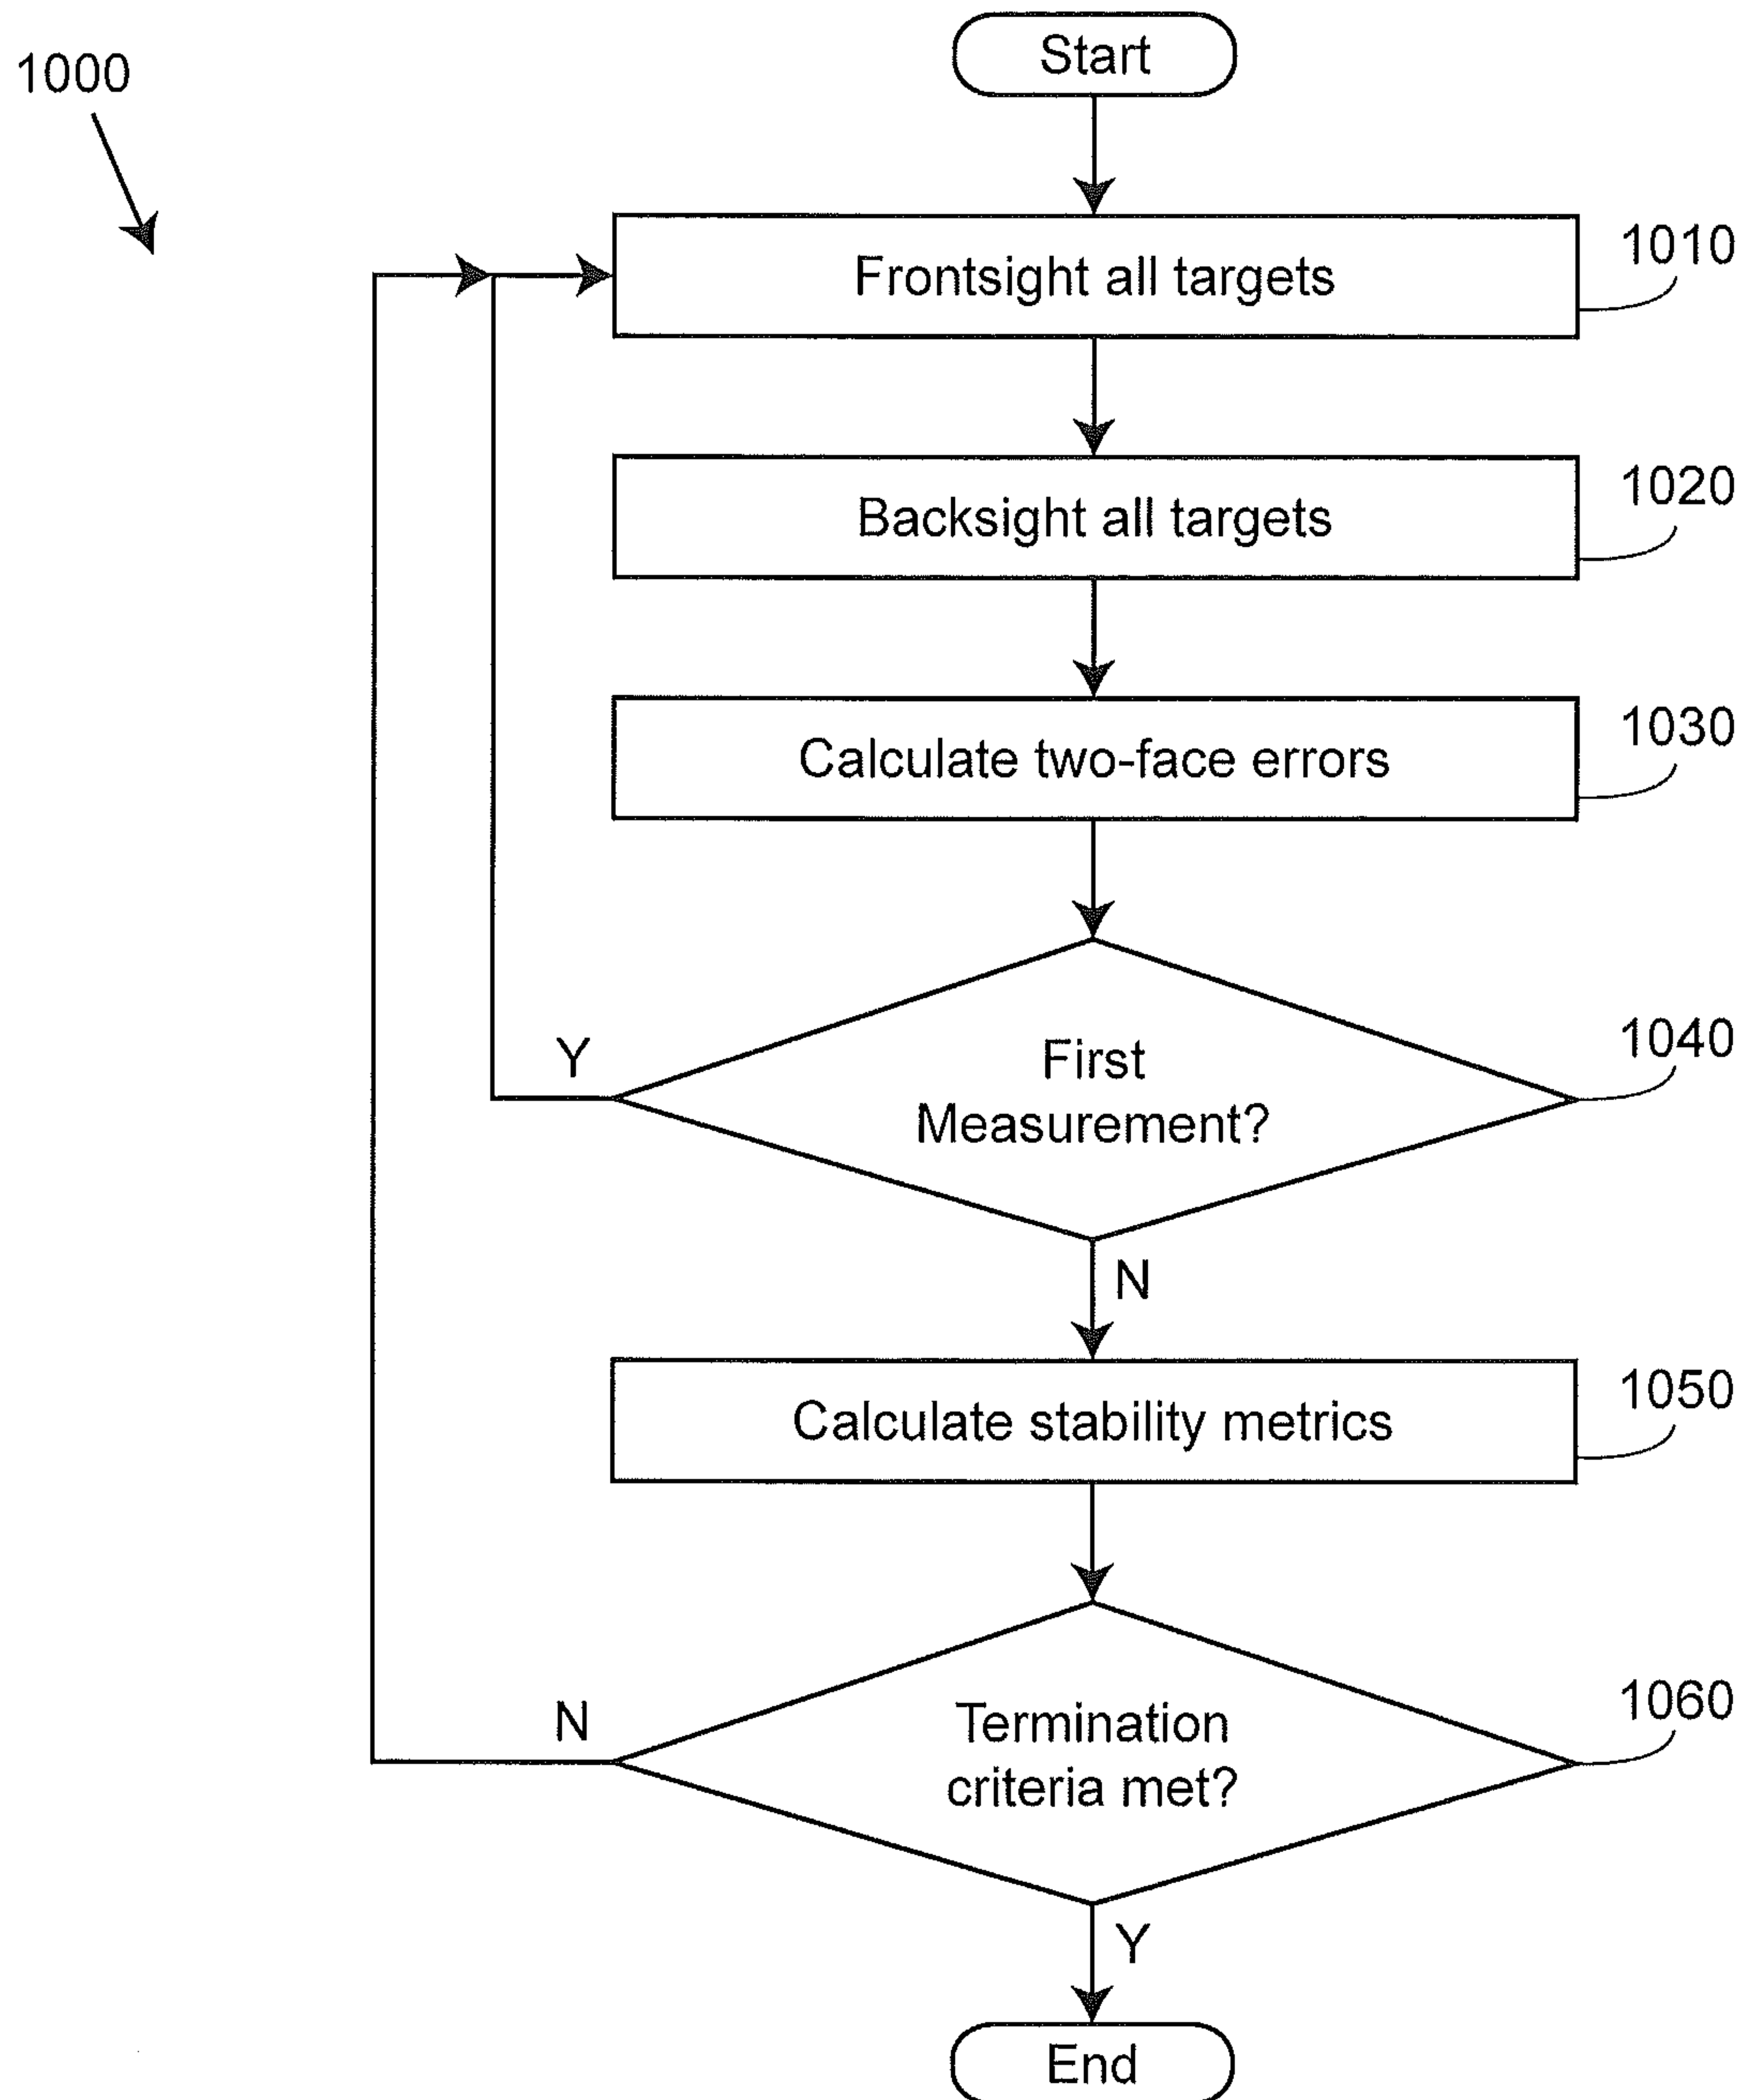 1000
Start
Frontsight all targets
1010
Backsight all targets
1020
Calculate two-face errors
1030
First
Measurement?
1040
Y
N
Calculate stability metrics
1050
Termination
criteria met?
1060
N
Y
End